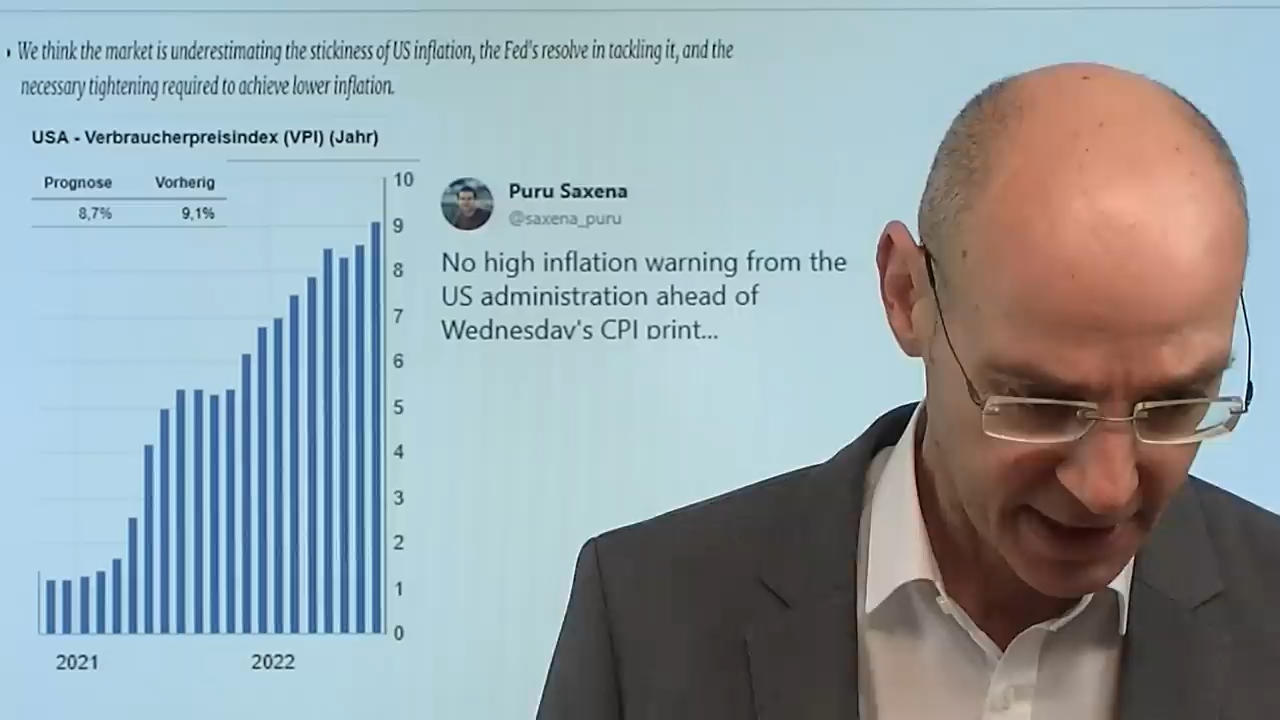 We think the market is underestimating the stickiness of US inflation, the Fed's resolve in tackling it, and the
necessary tightening required to achieve lower inflation.
USA - Verbraucherpreisindex (VPI) (Jahr)
Prognose Vorherig
8,7% 9,1%
10
9
8
7
6
5
4
3
2
1
0
2021 2022
Puru Saxena
@saxena_puru
No high inflation warning from the
US administration ahead of
Wednesday's CPI print...